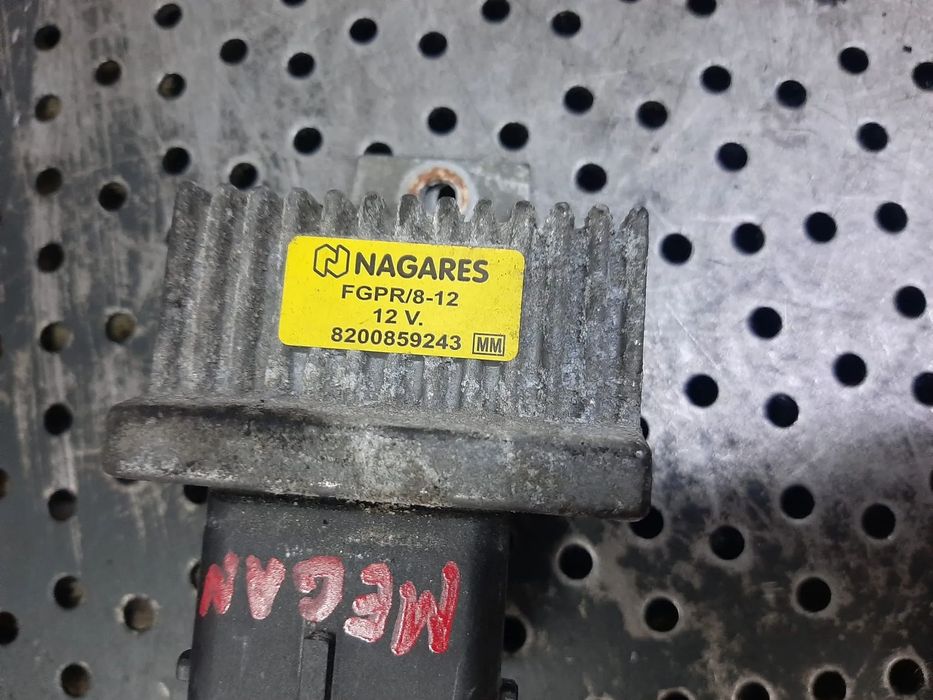 NAGARES
FGPR/8-12
12 V.
8200859243 MM
MEGAN